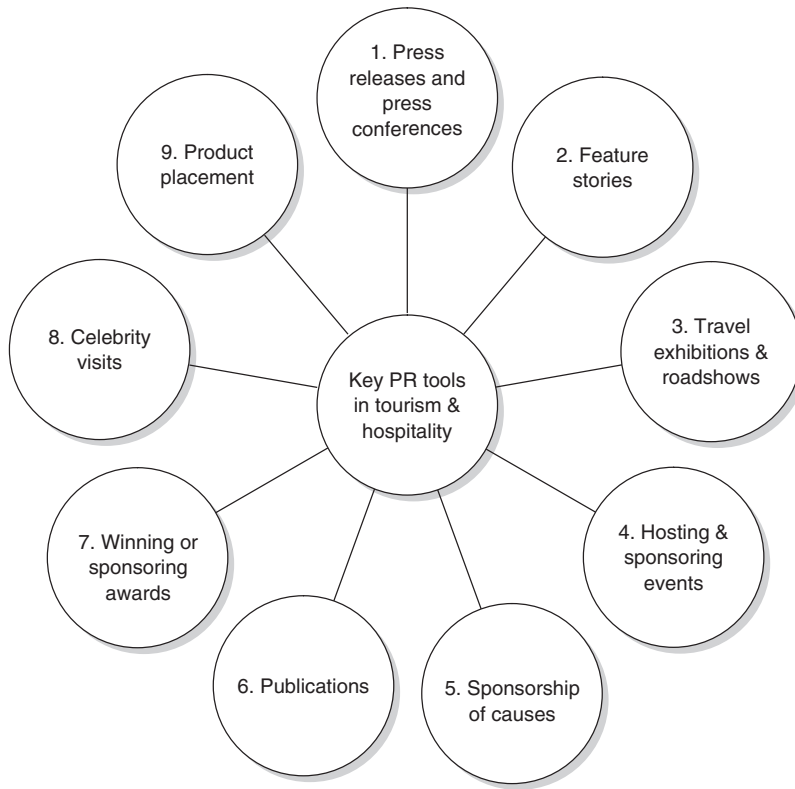 1. Press
releases and
press
conferences
2. Feature
stories
3. Travel
exhibitions &
roadshows
4. Hosting &
sponsoring
events
5. Sponsorship
of causes
6. Publications
7. Winning or
sponsoring
awards
8. Celebrity
visits
9. Product
placement
Key PR tools
in tourism &
hospitality